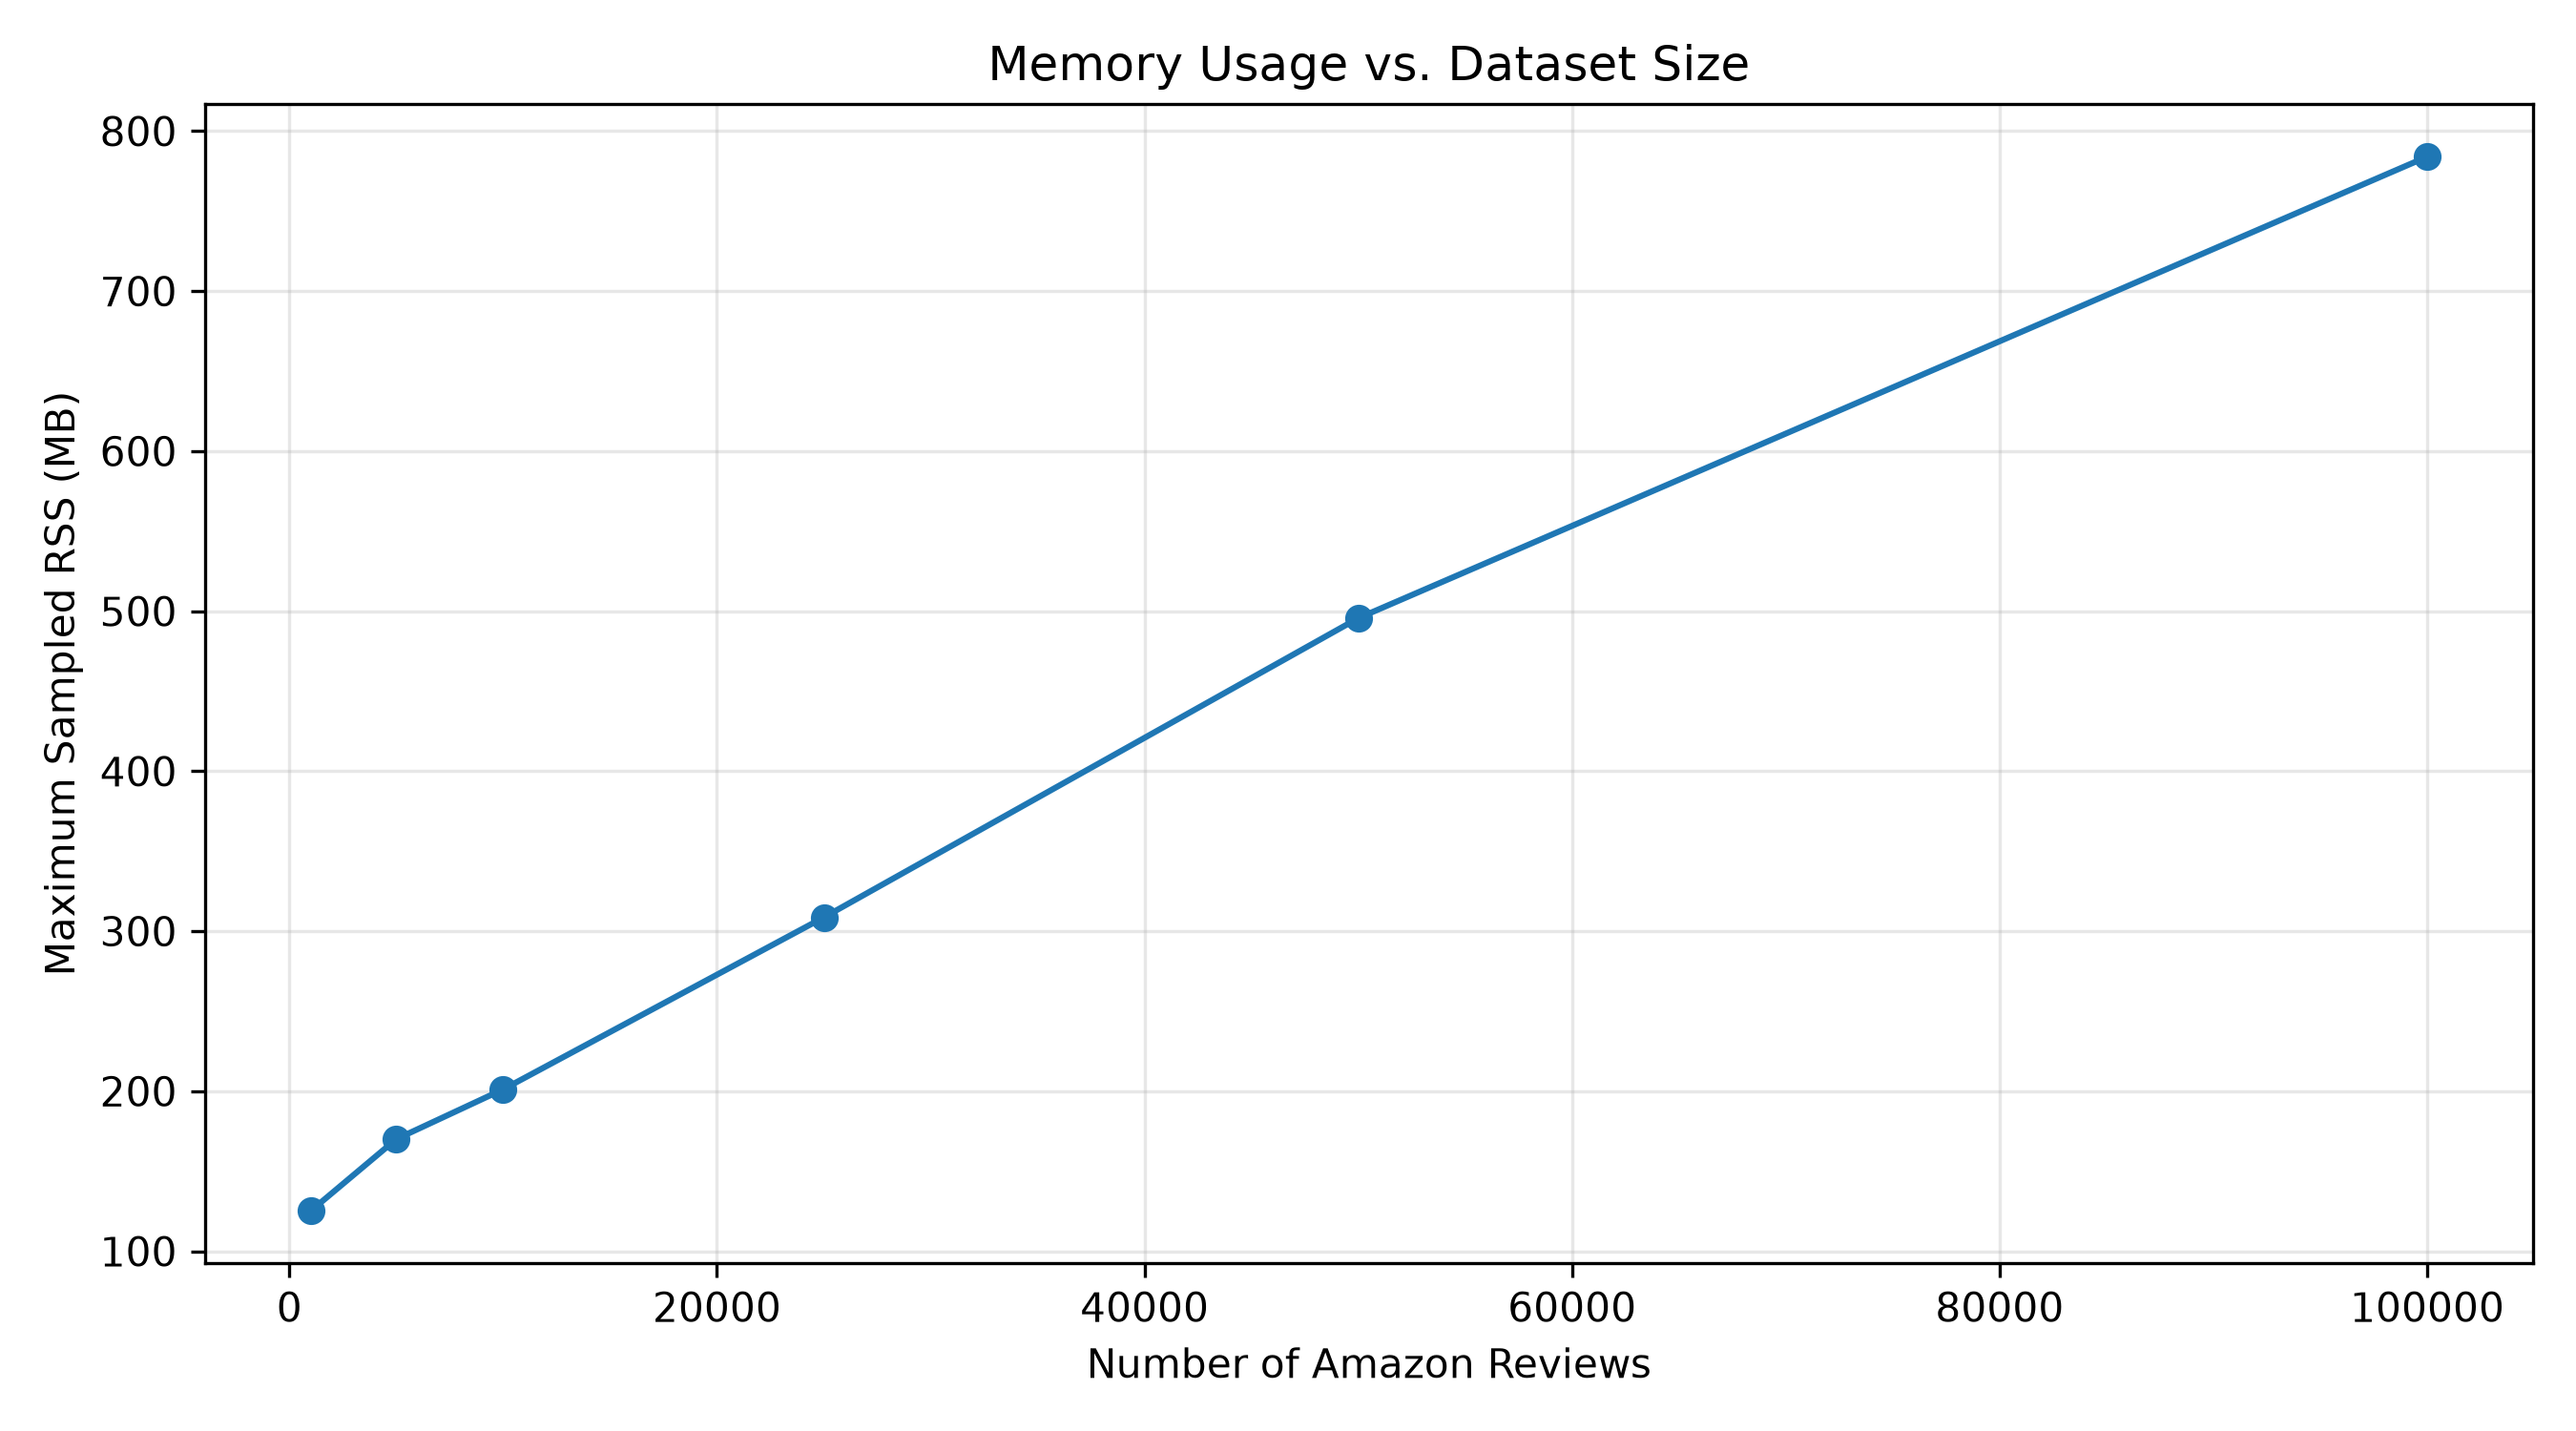 Memory Usage vs. Dataset Size
800
700
600
500
400
300
200
100
Maximum Sampled RSS (MB)
0 20000 40000 60000 80000 100000
Number of Amazon Reviews